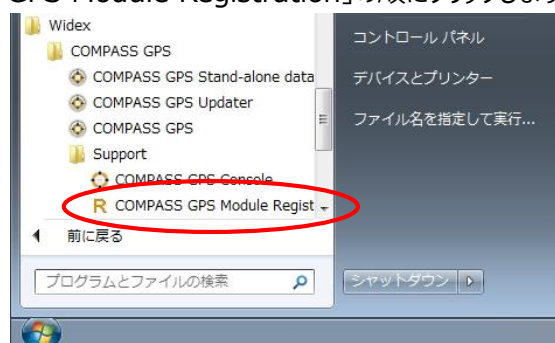 GPS Module Registration」の順にクリックしま
Widex
COMPASS GPS
COMPASS GPS Stand-alone data
COMPASS GPS Updater
COMPASS GPS
Support
COMPASS GPS Console
COMPASS GPS Module Regist
前に戻る
プログラムとファイルの検索
コントロール パネル
デバイスとプリンター
ファイル名を指定して実行...
シャットダウン